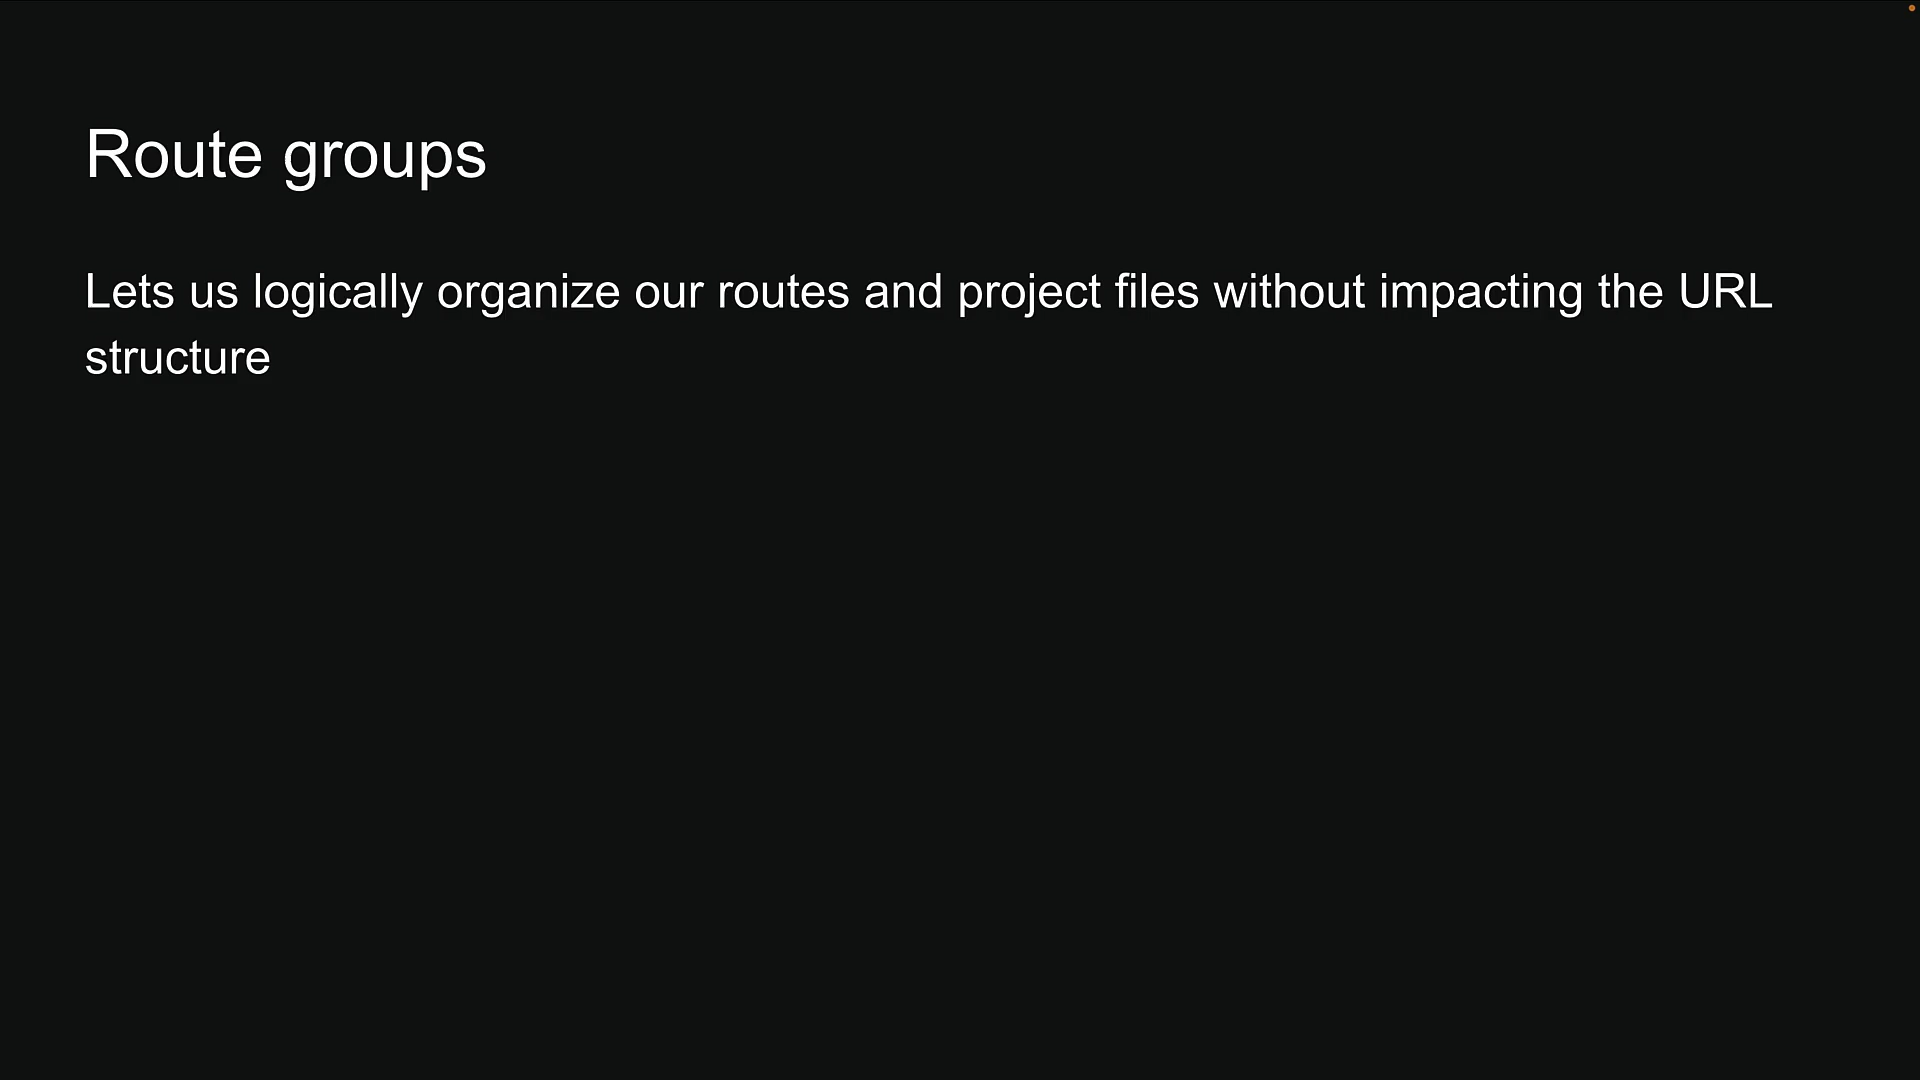 Route groups
Lets us logically organize our routes and project files without impacting the URL
structure